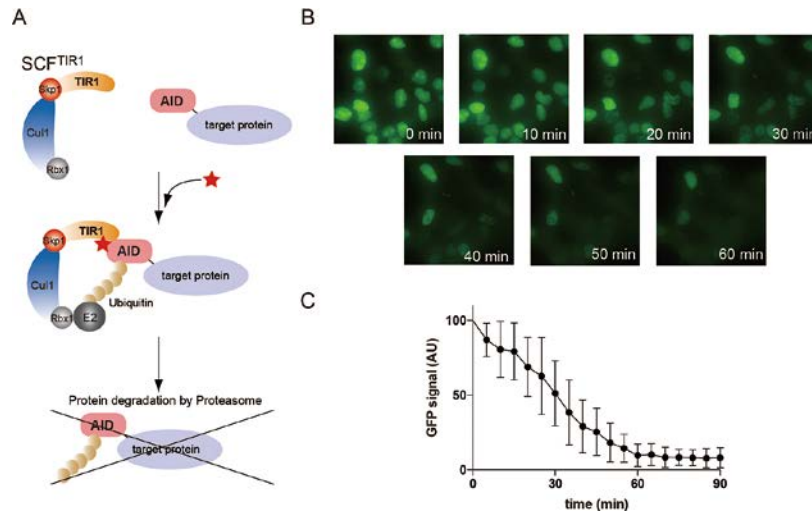 A
SCF^TIR1
Skp1
TIR1
Cul1
Rbx1
AID
target protein
Skp1
TIR1
AID
target protein
Cul1
Ubiquitin
Rbx1
E2
Protein degradation by Proteasome
AID
target protein
B
0 min
10 min
20 min
30 min
40 min
50 min
60 min
C
GFP signal (AU)
100
50
0
0
30
60
90
time (min)